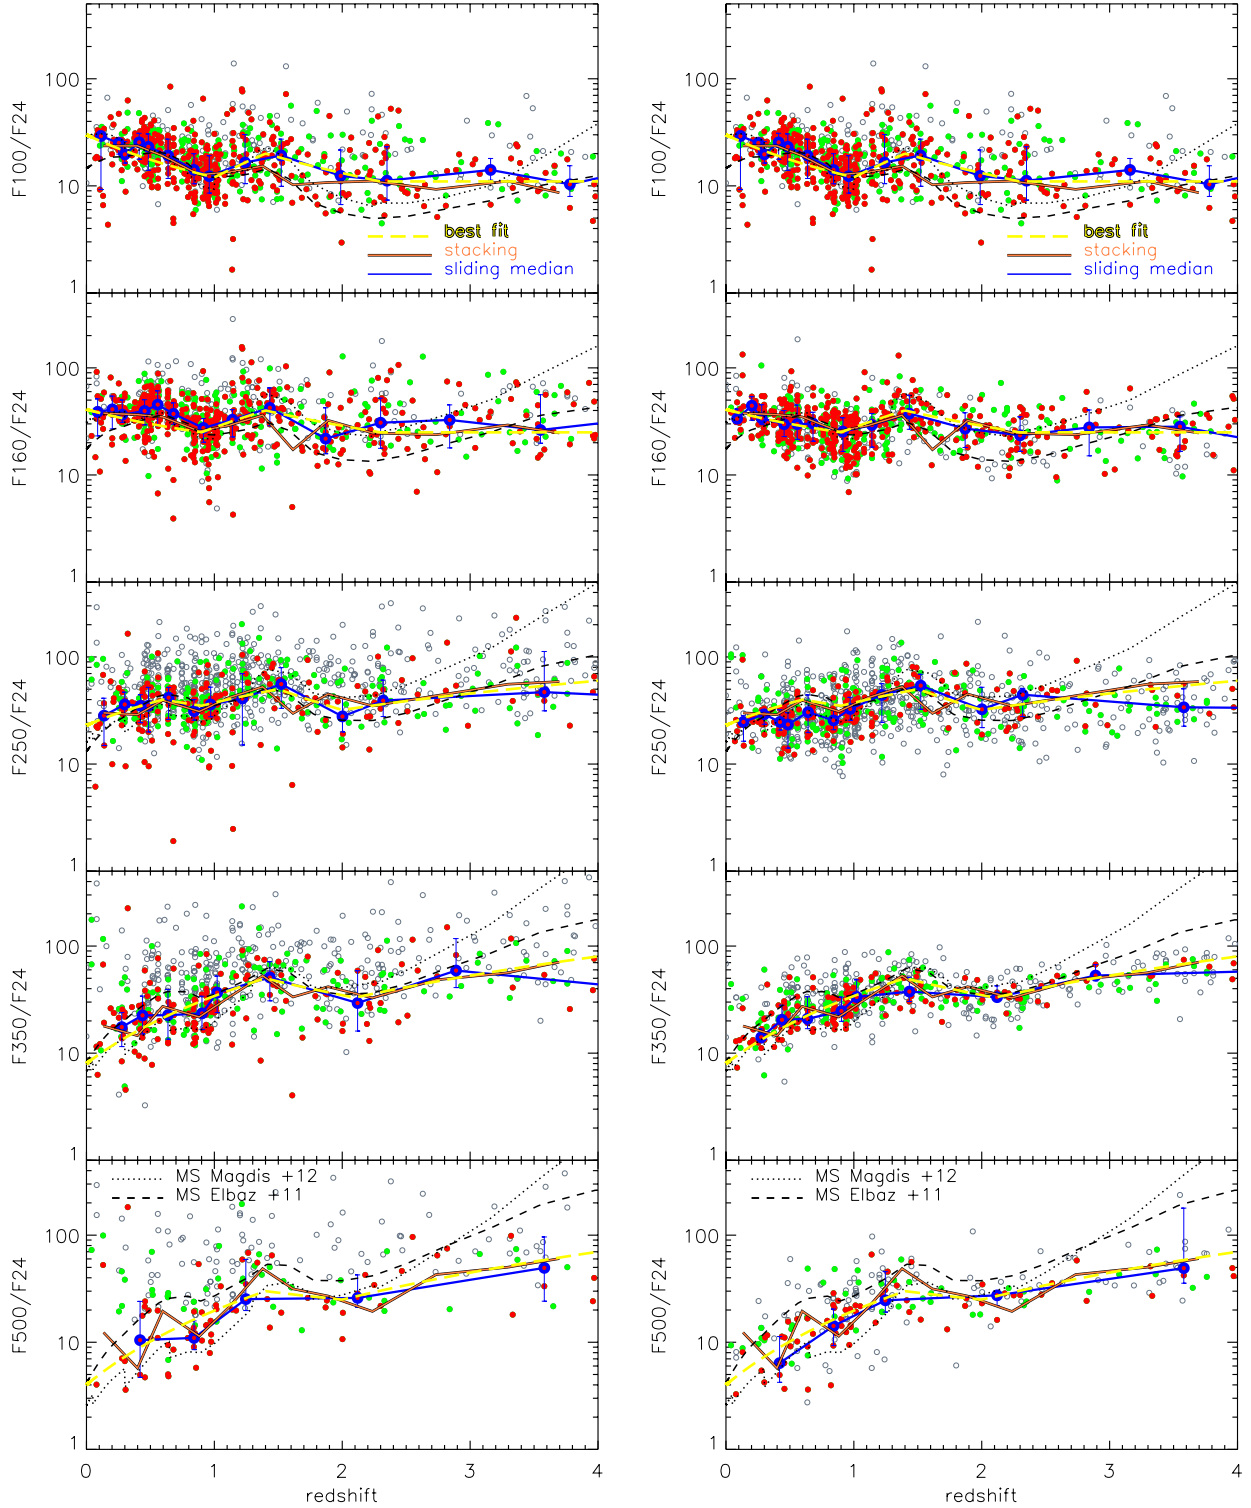 100
10
1
F100/F24
best fit
stacking
sliding median
100
10
1
F100/F24
best fit
stacking
sliding median
100
10
1
F160/F24
100
10
1
F160/F24
100
10
1
F250/F24
100
10
1
F250/F24
100
10
1
F350/F24
100
10
1
F350/F24
MS Magdis +12
MS Elbaz +11
100
10
1
F500/F24
0 1 2 3 4
redshift
MS Magdis +12
MS Elbaz +11
100
10
1
F500/F24
0 1 2 3 4
redshift